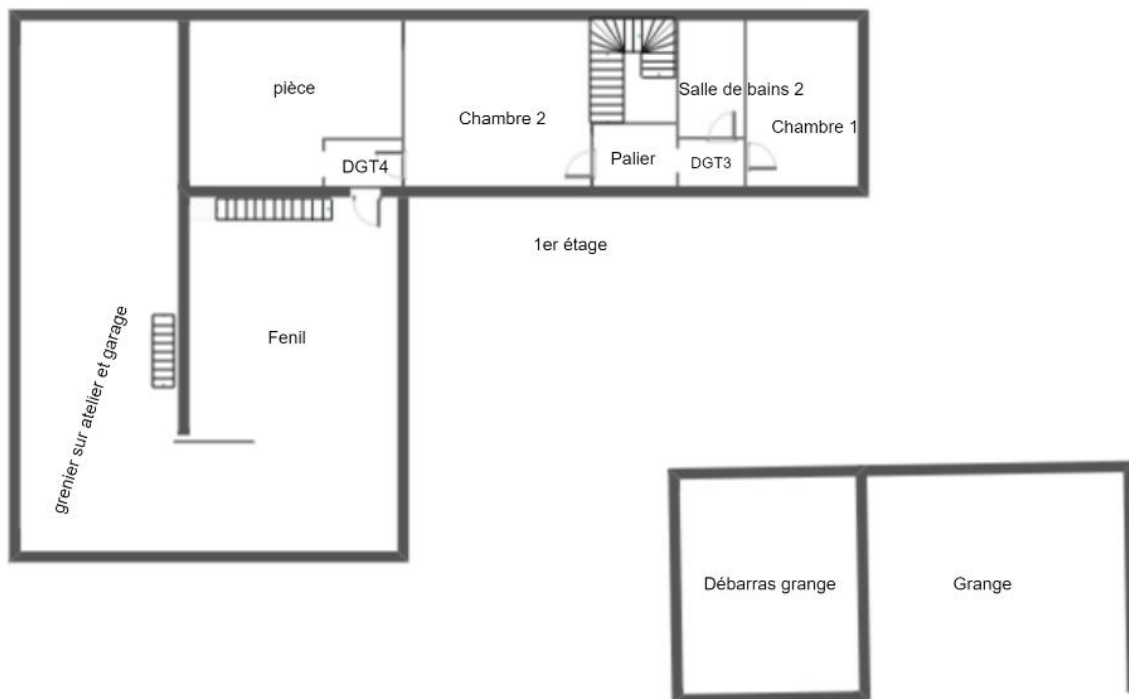 pièce
Chambre 2
Salle de bains 2
Chambre 1
Palier
DGT3
DGT4
1er étage
Fenil
grenier sur atelier et garage
Débarras grange
Grange